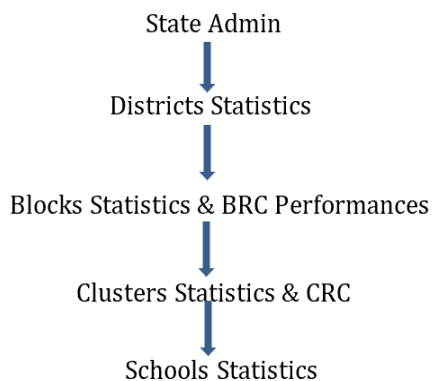 State Admin
Districts Statistics
Blocks Statistics & BRC Performances
Clusters Statistics & CRC
Schools Statistics